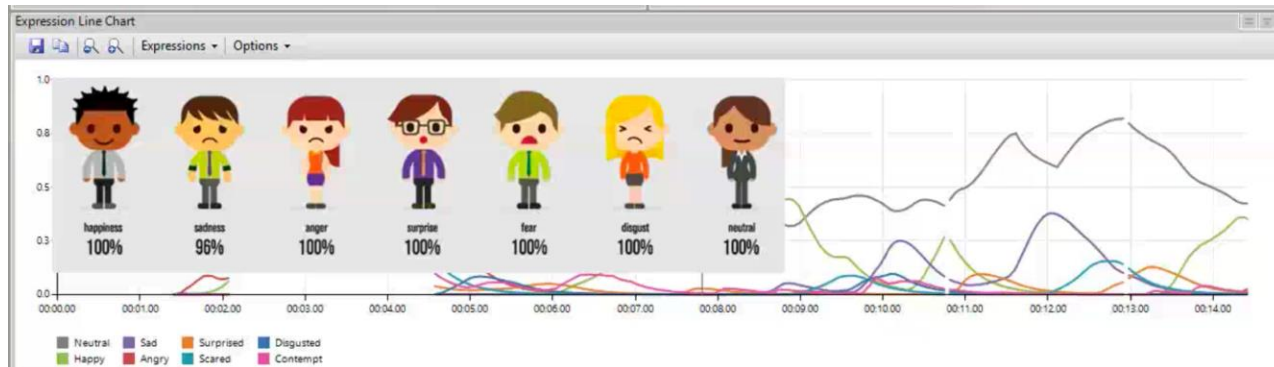 Expression Line Chart
Expressions Options
1.0
0.8
0.5
0.3
0.0
happiness sadness anger surprise fear disgust neutral
100% 96% 100% 100% 100% 100% 100%
00:00.00 00:01.00 00:02.00 00:03.00 00:04.00 00:05.00 00:06.00 00:07.00 00:08.00 00:09.00 00:10.00 00:11.00 00:12.00 00:13.00 00:14.00
Neutral Sad Surprised Disgusted
Happy Angry Scared Contempt